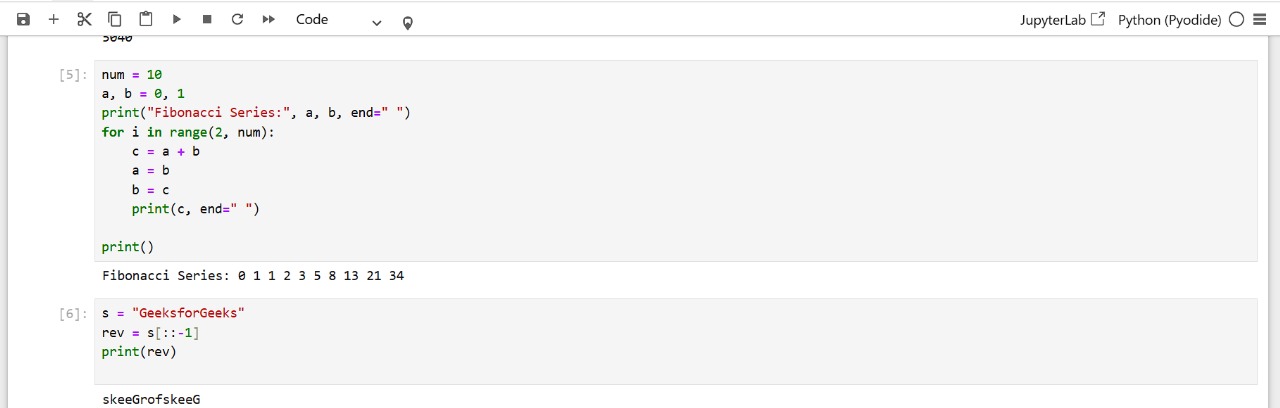 Code
JupyterLab Python (Pyodide)
5040
[5]:
num = 10
a, b = 0, 1
print("Fibonacci Series:", a, b, end=" ")
for i in range(2, num):
    c = a + b
    a = b
    b = c
    print(c, end=" ")
print()
Fibonacci Series: 0 1 1 2 3 5 8 13 21 34
[6]:
s = "GeeksforGeeks"
rev = s[::-1]
print(rev)
skeeGrofskeeG